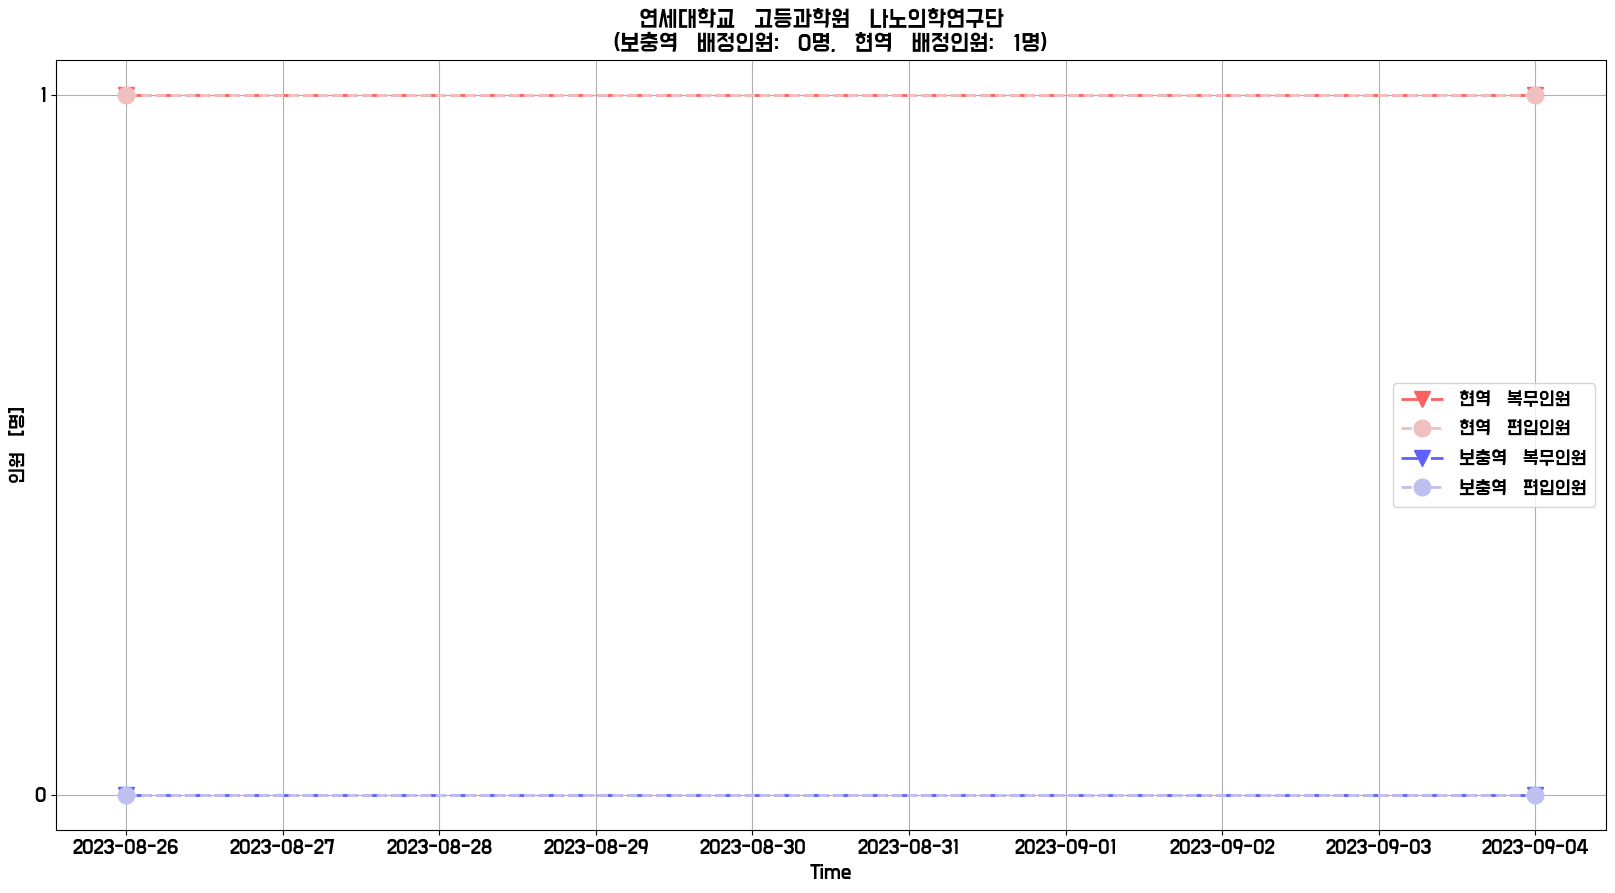 연세대학교 고등과학원 나노의학연구단
(보충역 배정인원: 0명, 현역 배정인원: 1명)
1
인원 [명]
현역 복무인원
현역 편입인원
보충역 복무인원
보충역 편입인원
0
2023-08-26 2023-08-27 2023-08-28 2023-08-29 2023-08-30 2023-08-31 2023-09-01 2023-09-02 2023-09-03 2023-09-04
Time